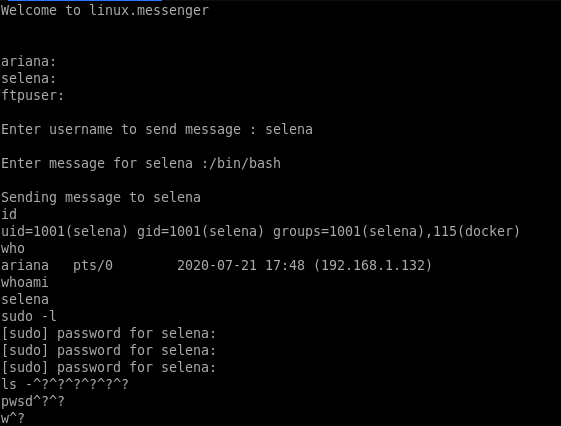 Welcome to linux.messenger
ariana:
selena:
ftpuser:
Enter username to send message : selena
Enter message for selena :/bin/bash
Sending message to selena
id
uid=1001(selena) gid=1001(selena) groups=1001(selena),115(docker)
who
ariana   pts/0        2020-07-21 17:48 (192.168.1.132)
whoami
selena
sudo -l
[sudo] password for selena:
[sudo] password for selena:
[sudo] password for selena:
ls -^?^?^?^?^?^?
pwsd^?^?
w^?